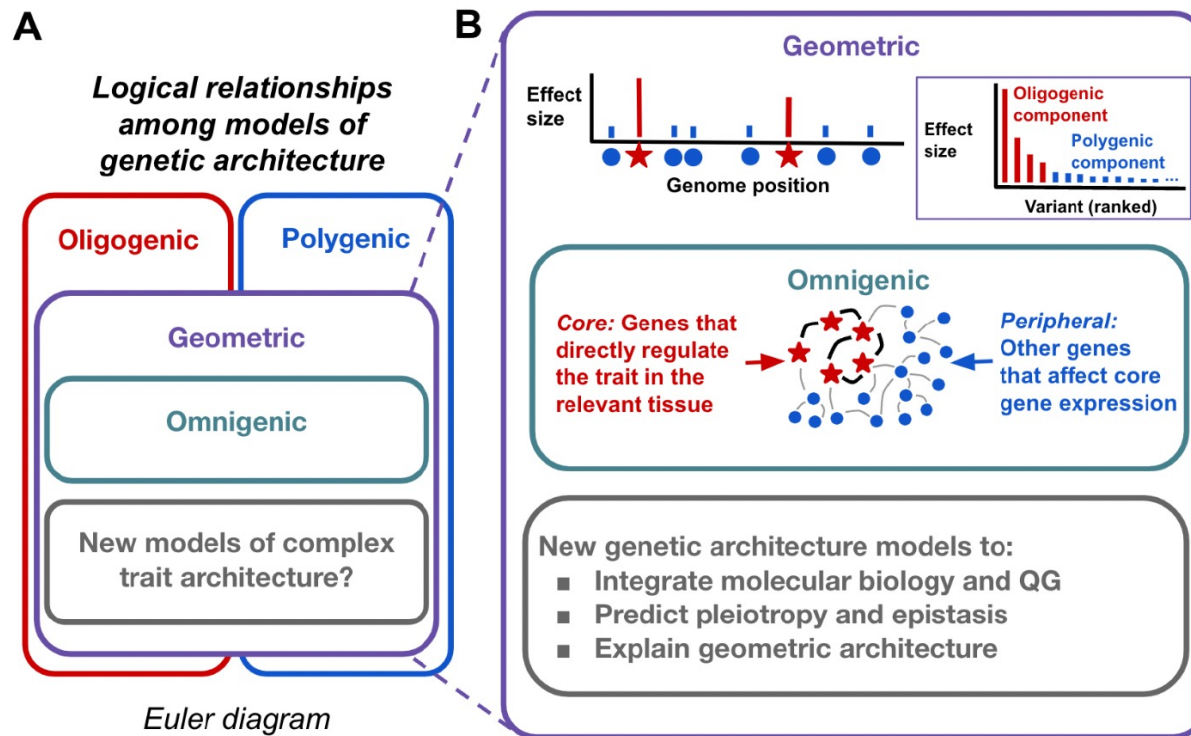 A
Logical relationships
among models of
genetic architecture
Oligogenic
Polygenic
Geometric
Omnigenic
New models of complex
trait architecture?
Euler diagram
B
Geometric
Effect
size
Genome position
Effect
size
Oligogenic
component
Polygenic
component
...
Variant (ranked)
Omnigenic
Core: Genes that
directly regulate
the trait in the
relevant tissue
Peripheral:
Other genes
that affect core
gene expression
New genetic architecture models to:
■ Integrate molecular biology and QG
■ Predict pleiotropy and epistasis
■ Explain geometric architecture